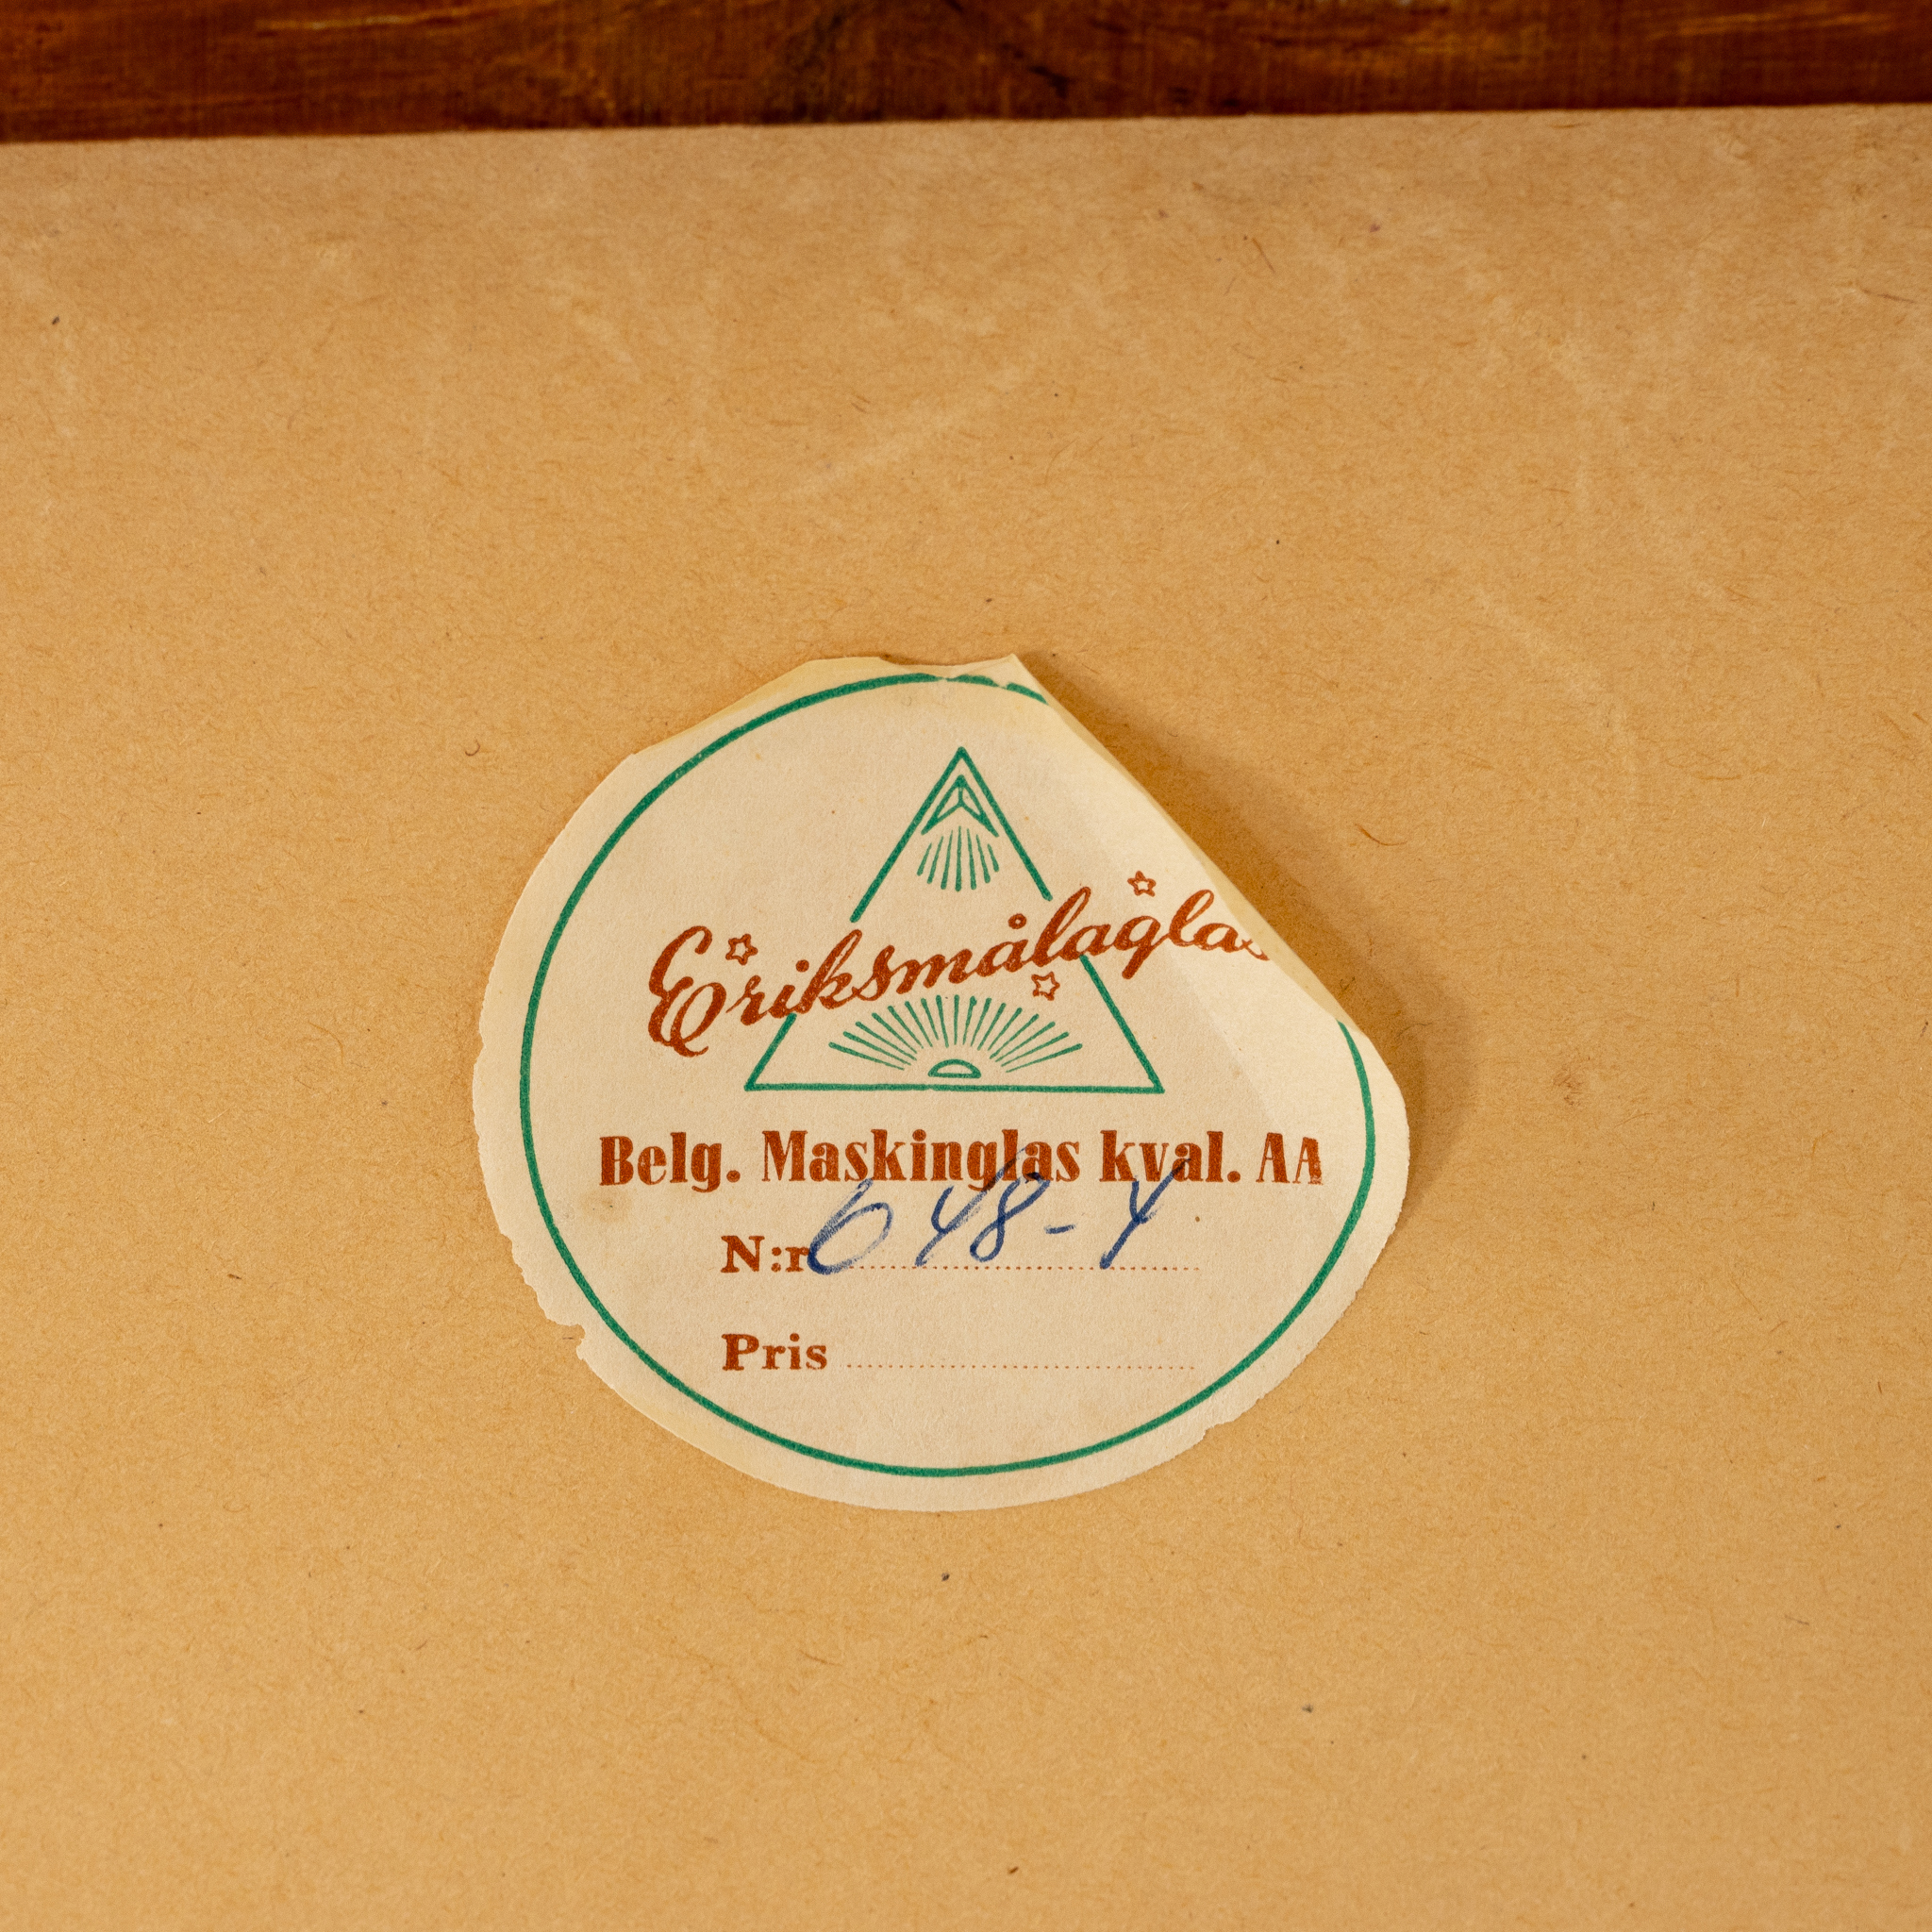 Eriksmålaglas
Belg. Maskinglas kval. AA
N:r 648-4
Pris